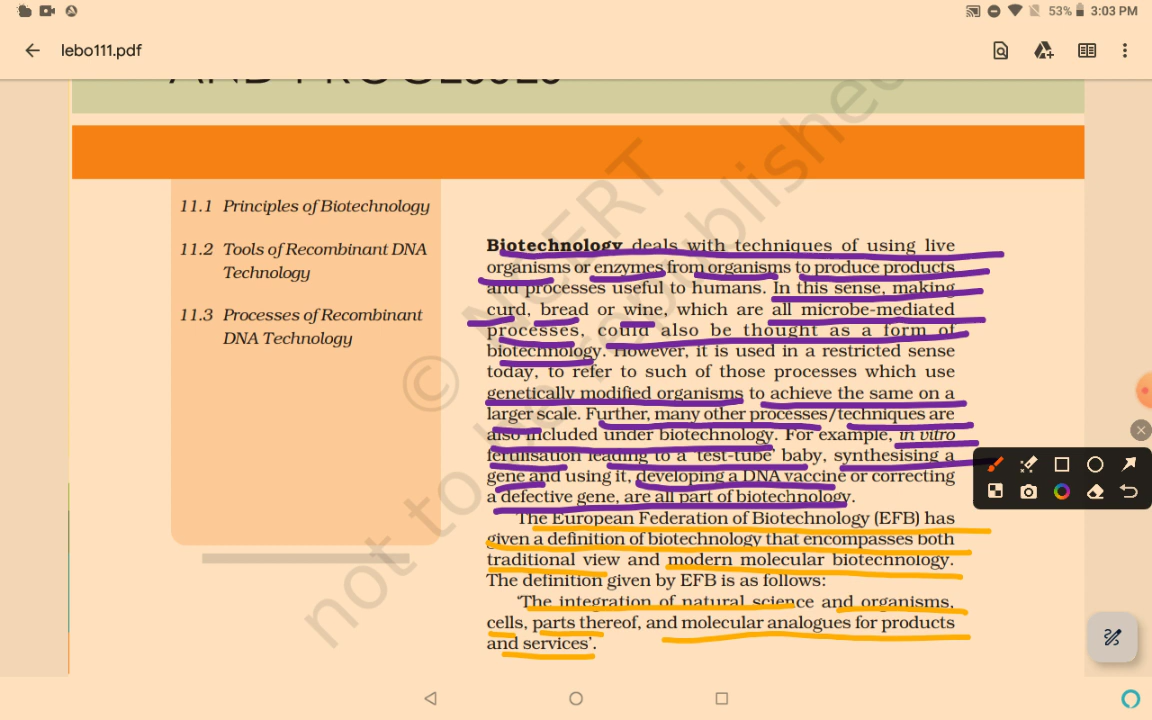 53% 3:03 PM
lebo111.pdf
AND PROCESSES
11.1 Principles of Biotechnology
11.2 Tools of Recombinant DNA
Technology
11.3 Processes of Recombinant
DNA Technology
Biotechnology deals with techniques of using live
organisms or enzymes from organisms to produce products
and processes useful to humans. In this sense, making
curd, bread or wine, which are all microbe-mediated
processes, could also be thought as a form of
biotechnology. However, it is used in a restricted sense
today, to refer to such of those processes which use
genetically modified organisms to achieve the same on a
larger scale. Further, many other processes/techniques are
also included under biotechnology. For example, in vitro
fertilisation leading to a 'test-tube' baby, synthesising a
gene and using it, developing a DNA vaccine or correcting
a defective gene, are all part of biotechnology.
The European Federation of Biotechnology (EFB) has
given a definition of biotechnology that encompasses both
traditional view and modern molecular biotechnology.
The definition given by EFB is as follows:
'The integration of natural science and organisms,
cells, parts thereof, and molecular analogues for products
and services'.
© NCERT
not to be republished